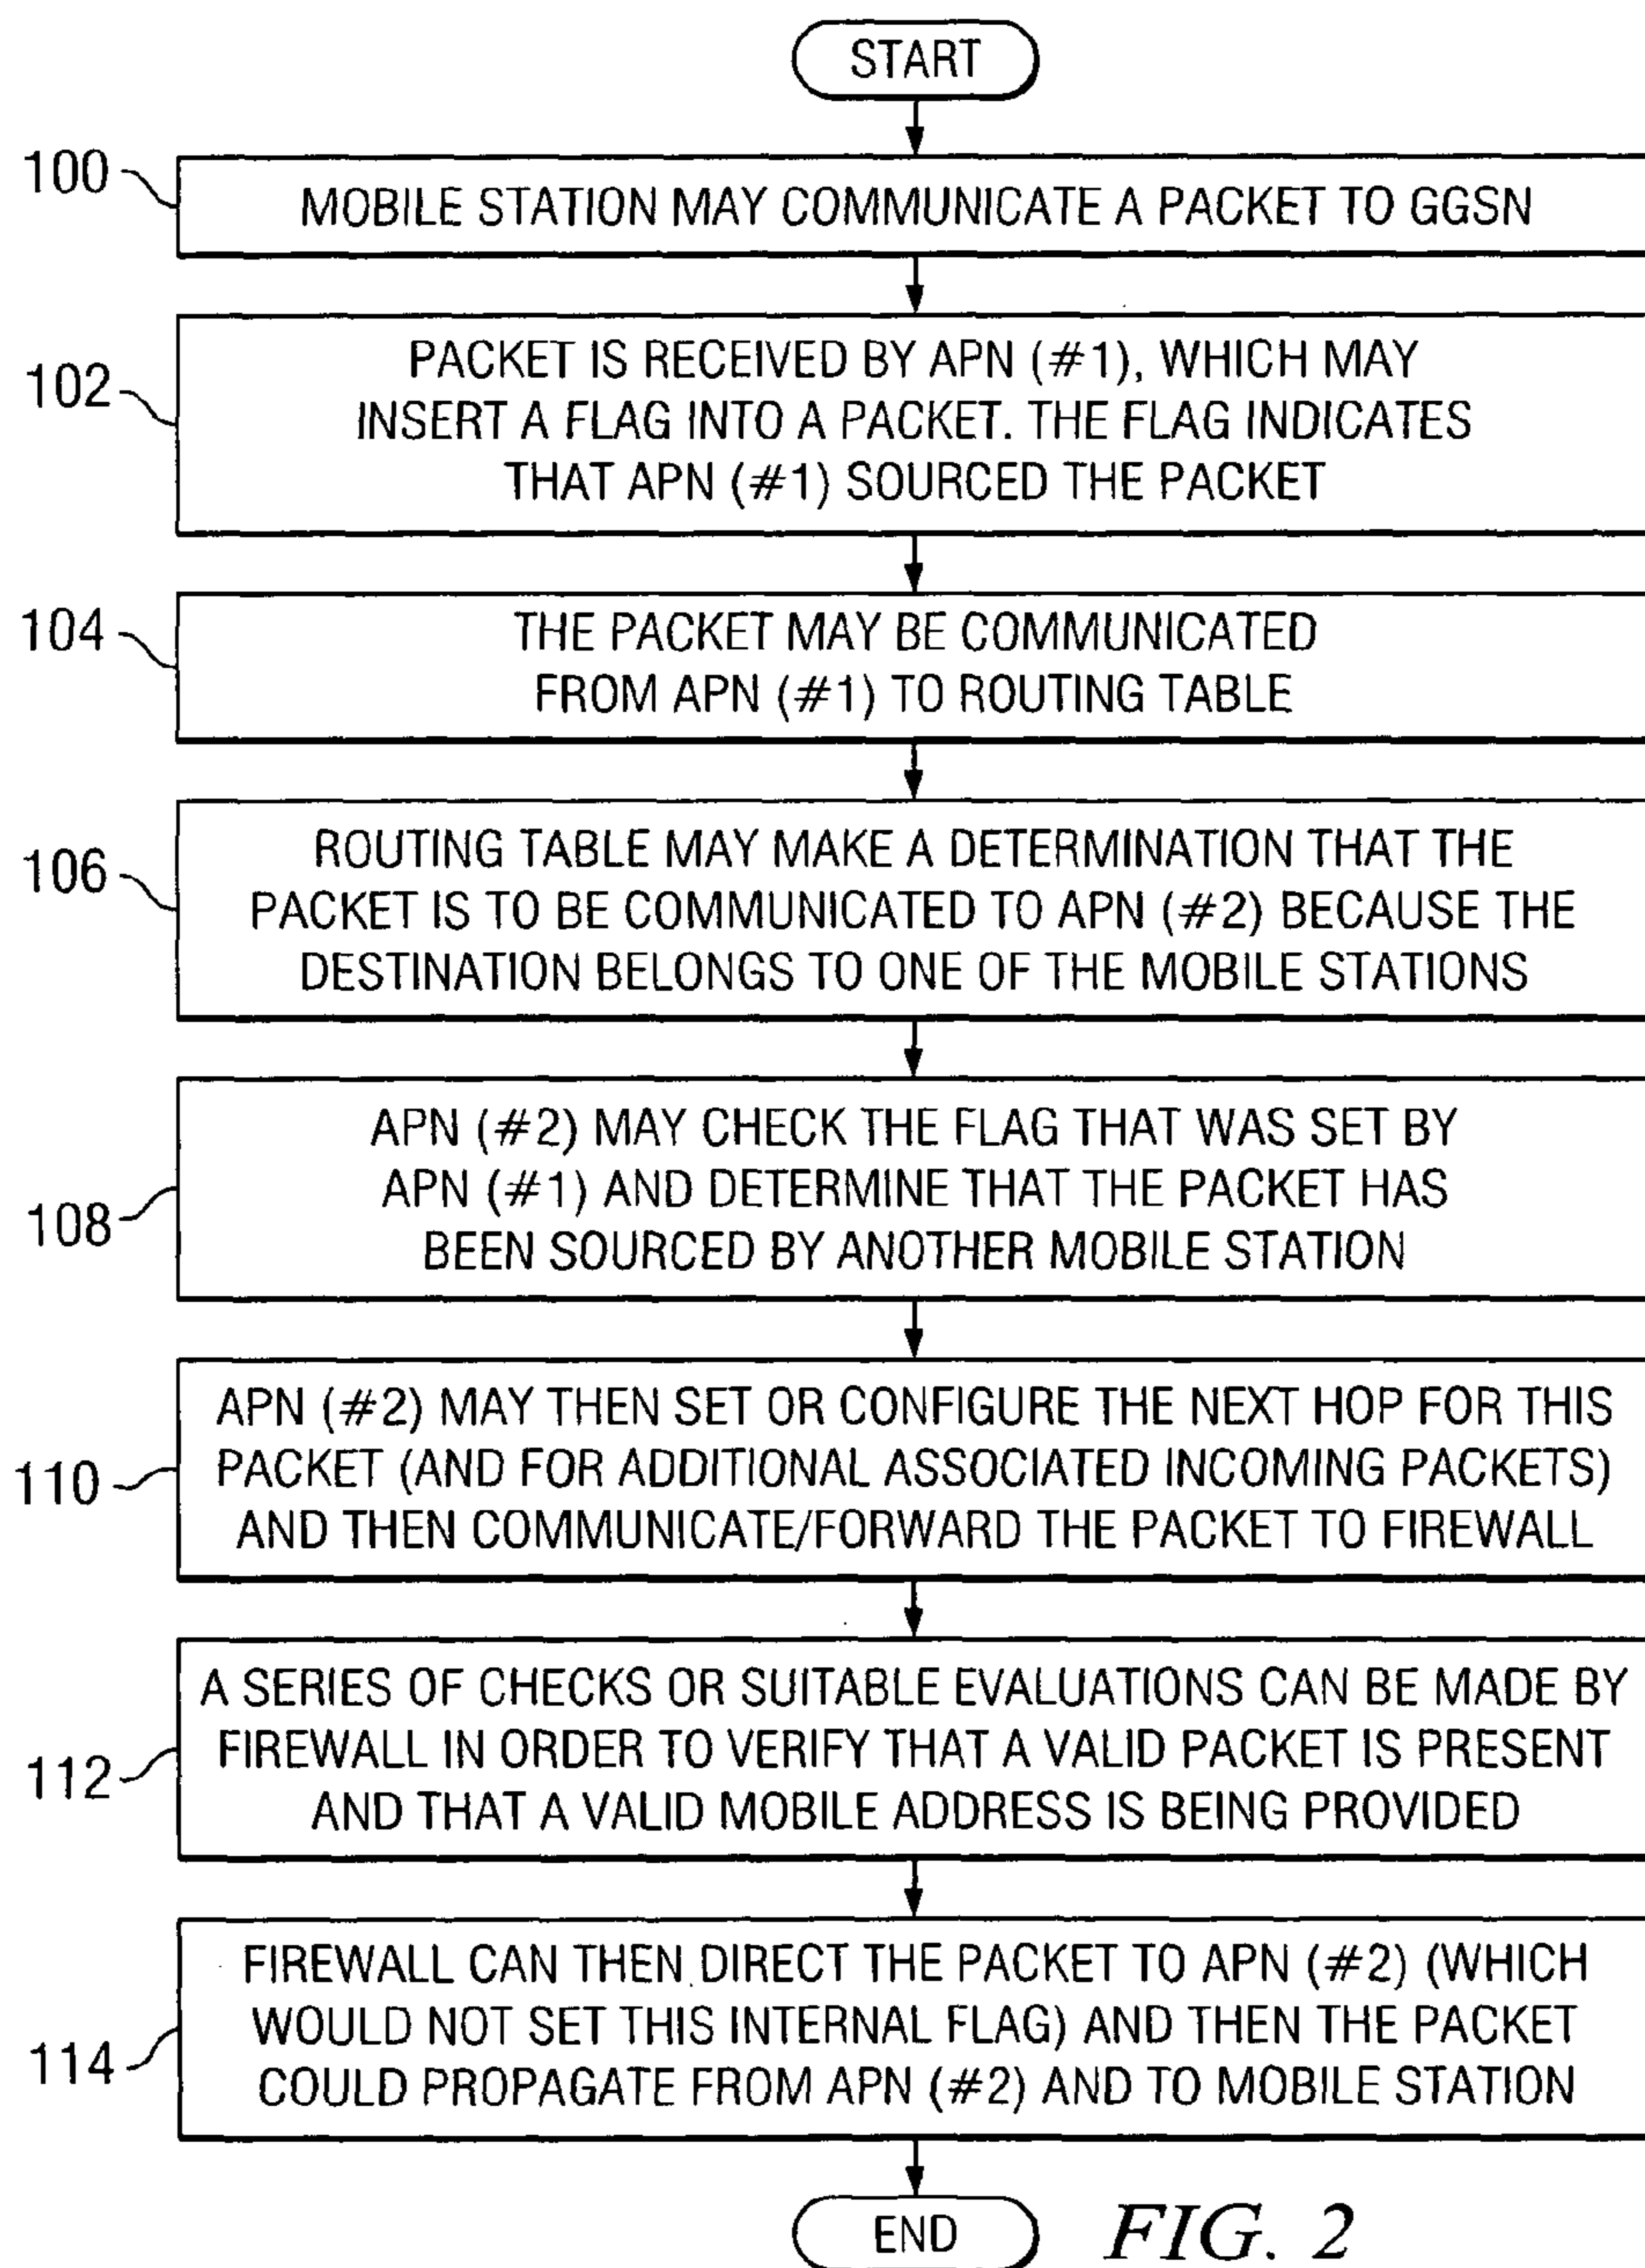 START
100
MOBILE STATION MAY COMMUNICATE A PACKET TO GGSN
102
PACKET IS RECEIVED BY APN (#1), WHICH MAY
INSERT A FLAG INTO A PACKET. THE FLAG INDICATES
THAT APN (#1) SOURCED THE PACKET
104
THE PACKET MAY BE COMMUNICATED
FROM APN (#1) TO ROUTING TABLE
106
ROUTING TABLE MAY MAKE A DETERMINATION THAT THE
PACKET IS TO BE COMMUNICATED TO APN (#2) BECAUSE THE
DESTINATION BELONGS TO ONE OF THE MOBILE STATIONS
108
APN (#2) MAY CHECK THE FLAG THAT WAS SET BY
APN (#1) AND DETERMINE THAT THE PACKET HAS
BEEN SOURCED BY ANOTHER MOBILE STATION
110
APN (#2) MAY THEN SET OR CONFIGURE THE NEXT HOP FOR THIS
PACKET (AND FOR ADDITIONAL ASSOCIATED INCOMING PACKETS)
AND THEN COMMUNICATE/FORWARD THE PACKET TO FIREWALL
112
A SERIES OF CHECKS OR SUITABLE EVALUATIONS CAN BE MADE BY
FIREWALL IN ORDER TO VERIFY THAT A VALID PACKET IS PRESENT
AND THAT A VALID MOBILE ADDRESS IS BEING PROVIDED
114
FIREWALL CAN THEN DIRECT THE PACKET TO APN (#2) (WHICH
WOULD NOT SET THIS INTERNAL FLAG) AND THEN THE PACKET
COULD PROPAGATE FROM APN (#2) AND TO MOBILE STATION
END
FIG. 2